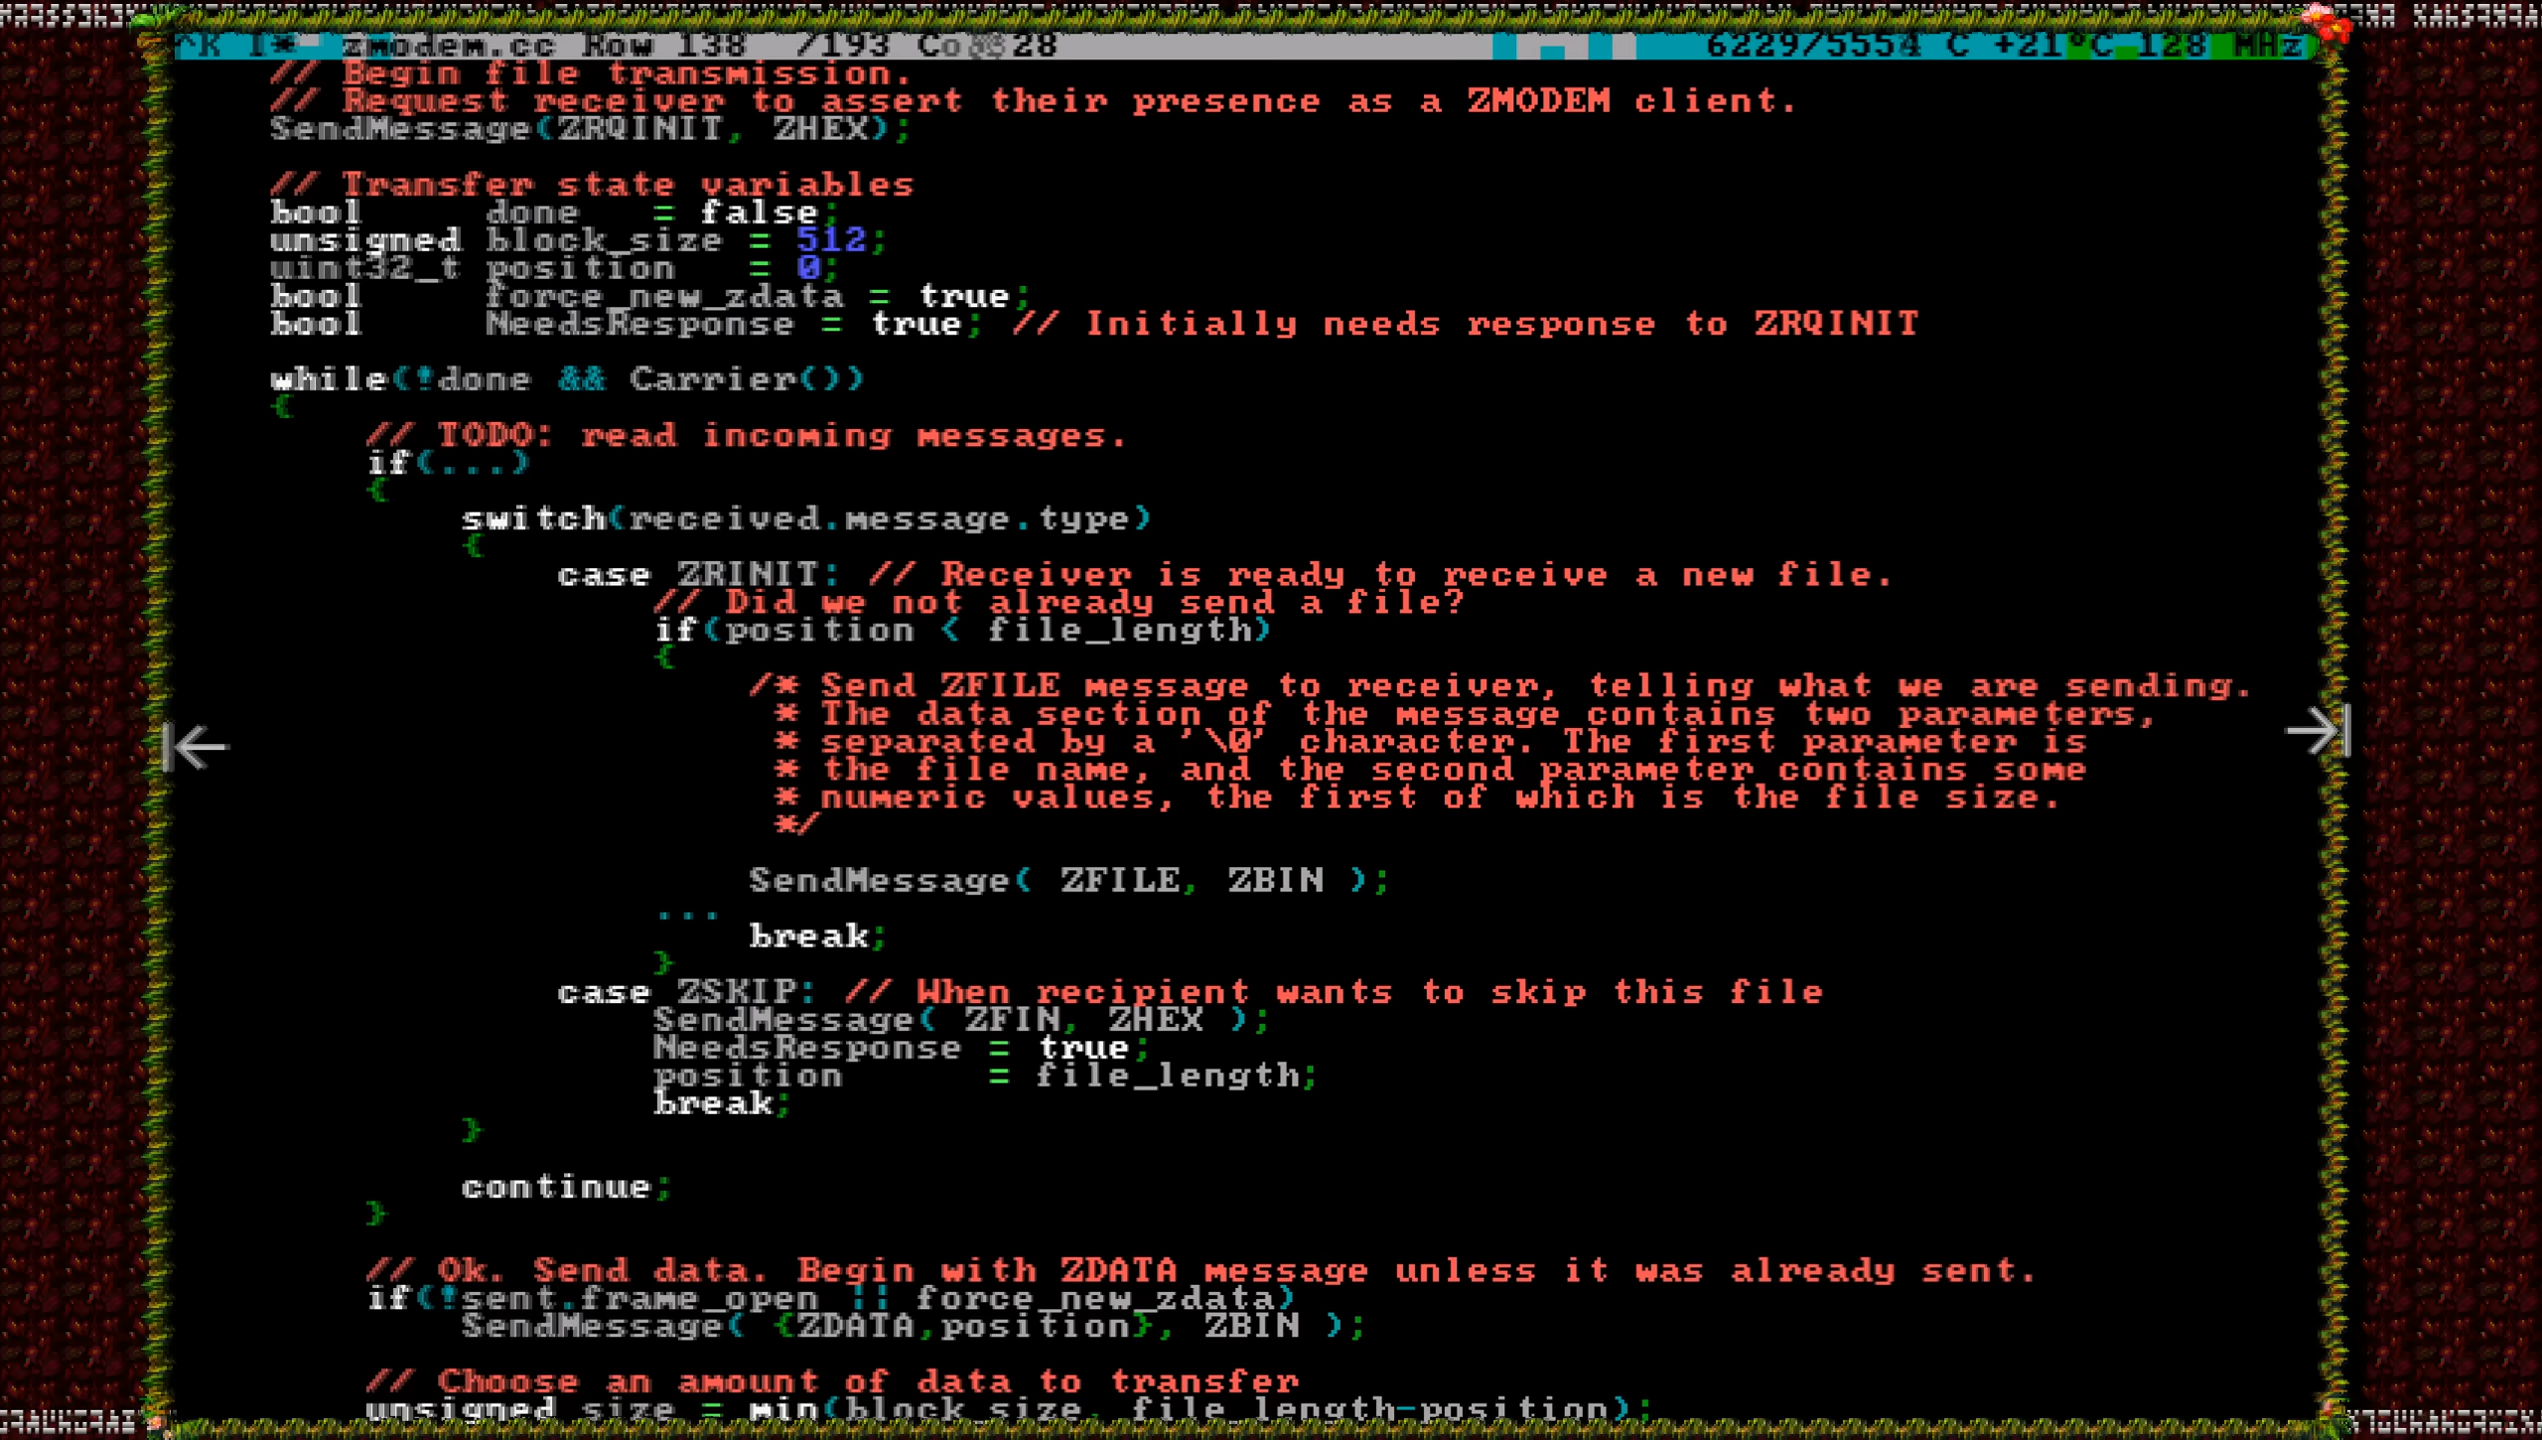 ^K I* zmodem.cc Row 138 /193 Co 28 6229/5554 C +21°C 128 MHz
// Begin file transmission.
// Request receiver to assert their presence as a ZMODEM client.
SendMessage(ZRQINIT, ZHEX);
// Transfer state variables
bool done = false;
unsigned block_size = 512;
uint32_t position = 0;
bool force_new_zdata = true;
bool NeedsResponse = true; // Initially needs response to ZRQINIT
while(!done && Carrier())
{
// TODO: read incoming messages.
if(...)
{
switch(received.message.type)
{
case ZRINIT: // Receiver is ready to receive a new file.
// Did we not already send a file?
if(position < file_length)
{
/* Send ZFILE message to receiver, telling what we are sending.
* The data section of the message contains two parameters,
* separated by a '\0' character. The first parameter is
* the file name, and the second parameter contains some
* numeric values, the first of which is the file size.
*/
SendMessage( ZFILE, ZBIN );
...
break;
}
case ZSKIP: // When recipient wants to skip this file
SendMessage( ZFIN, ZHEX );
NeedsResponse = true;
position = file_length;
break;
}
continue;
}
// Ok. Send data. Begin with ZDATA message unless it was already sent.
if(!sent.frame_open || force_new_zdata)
SendMessage( {ZDATA,position}, ZBIN );
// Choose an amount of data to transfer
unsigned size = min(block_size, file_length-position);